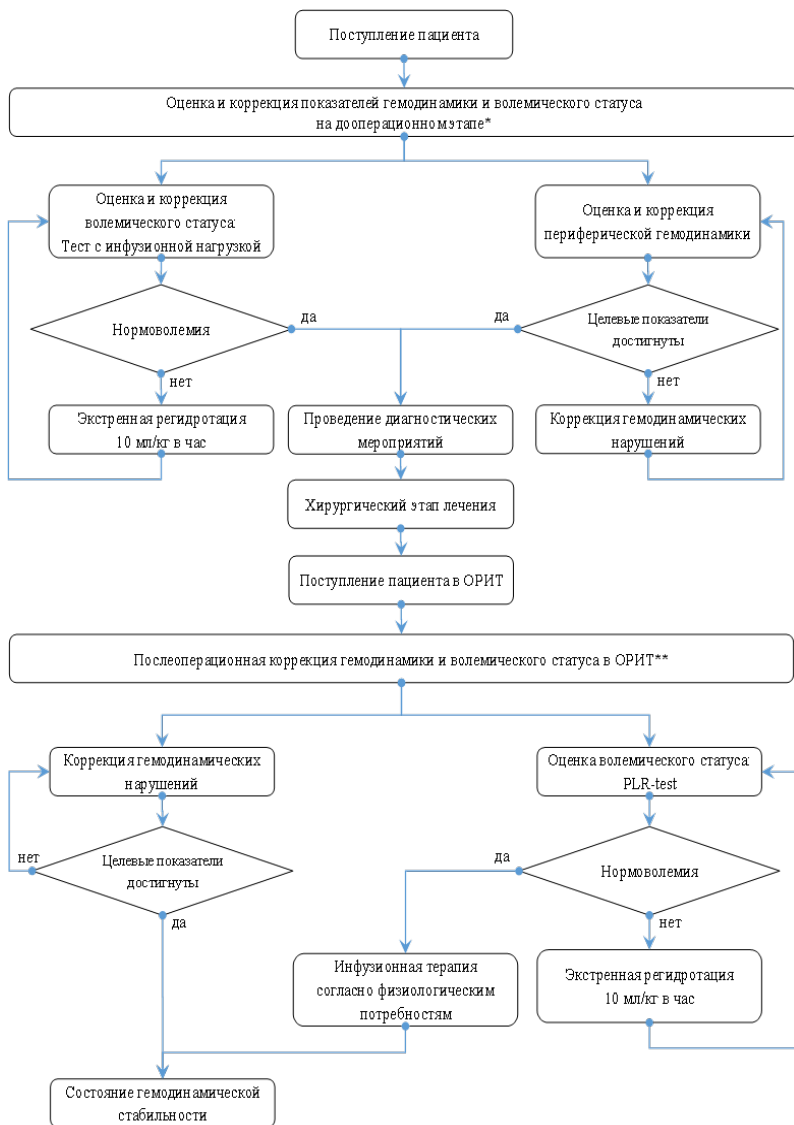 Поступление пациента
Оценка и коррекция показателей гемодинамики и волемического статуса
на дооперационном этапе*
Оценка и коррекция
волемического статуса:
Тест с инфузионной нагрузкой
Оценка и коррекция
периферической гемодинамики
Нормоволемия
да
да
Целевые показатели
достигнуты
нет
нет
Экстренная регидротация
10 мл/кг в час
Проведение диагностических
мероприятий
Коррекция гемодинамических
нарушений
Хирургический этап лечения
Поступление пациента в ОРИТ
Послеоперационная коррекция гемодинамики и волемического статуса в ОРИТ**
Коррекция гемодинамических
нарушений
Оценка волемического статуса:
PLR-test
нет
Целевые показатели
достигнуты
да
да
Нормоволемия
нет
Инфузионная терапия
согласно физиологическим
потребностям
Экстренная регидротация
10 мл/кг в час
Состояние гемодинамической
стабильности